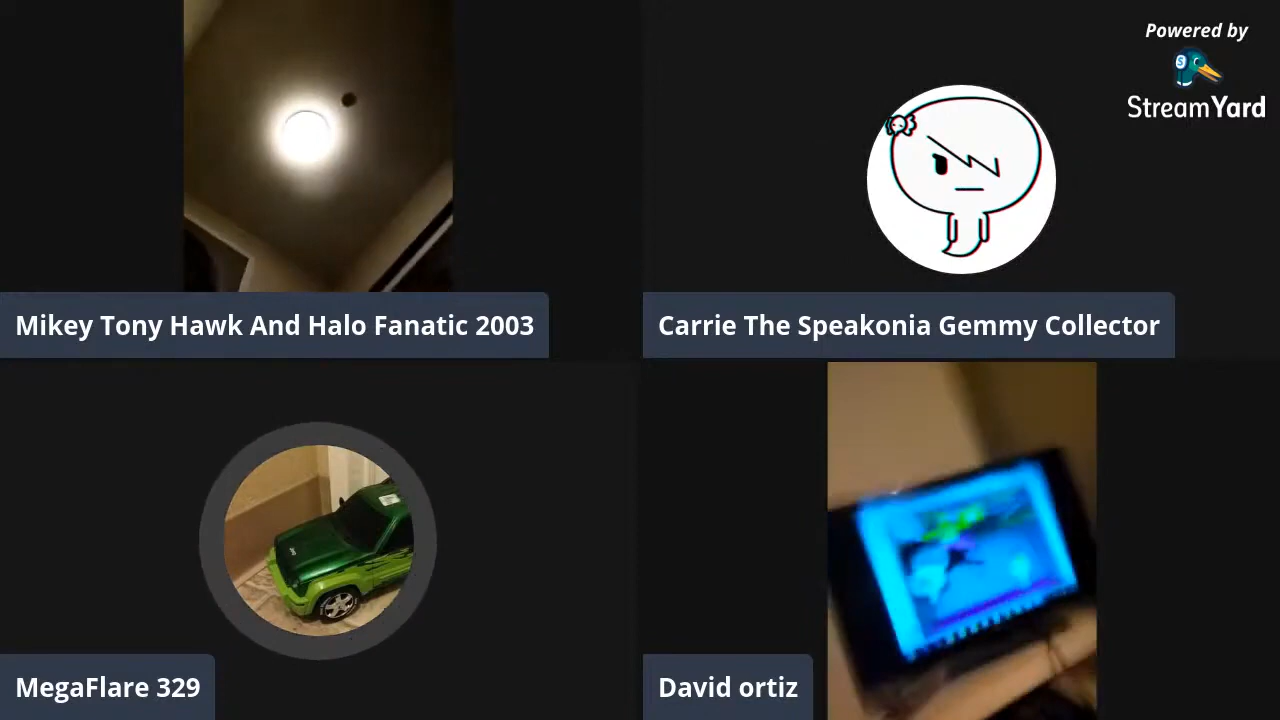 Powered by
StreamYard
Mikey Tony Hawk And Halo Fanatic 2003
Carrie The Speakonia Gemmy Collector
MegaFlare 329
David ortiz